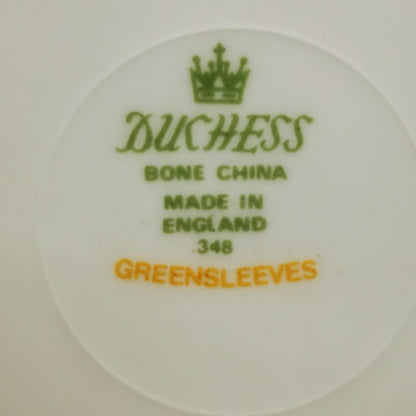 DUCHESS
BONE CHINA
MADE IN
ENGLAND
348
GREENSLEEVES